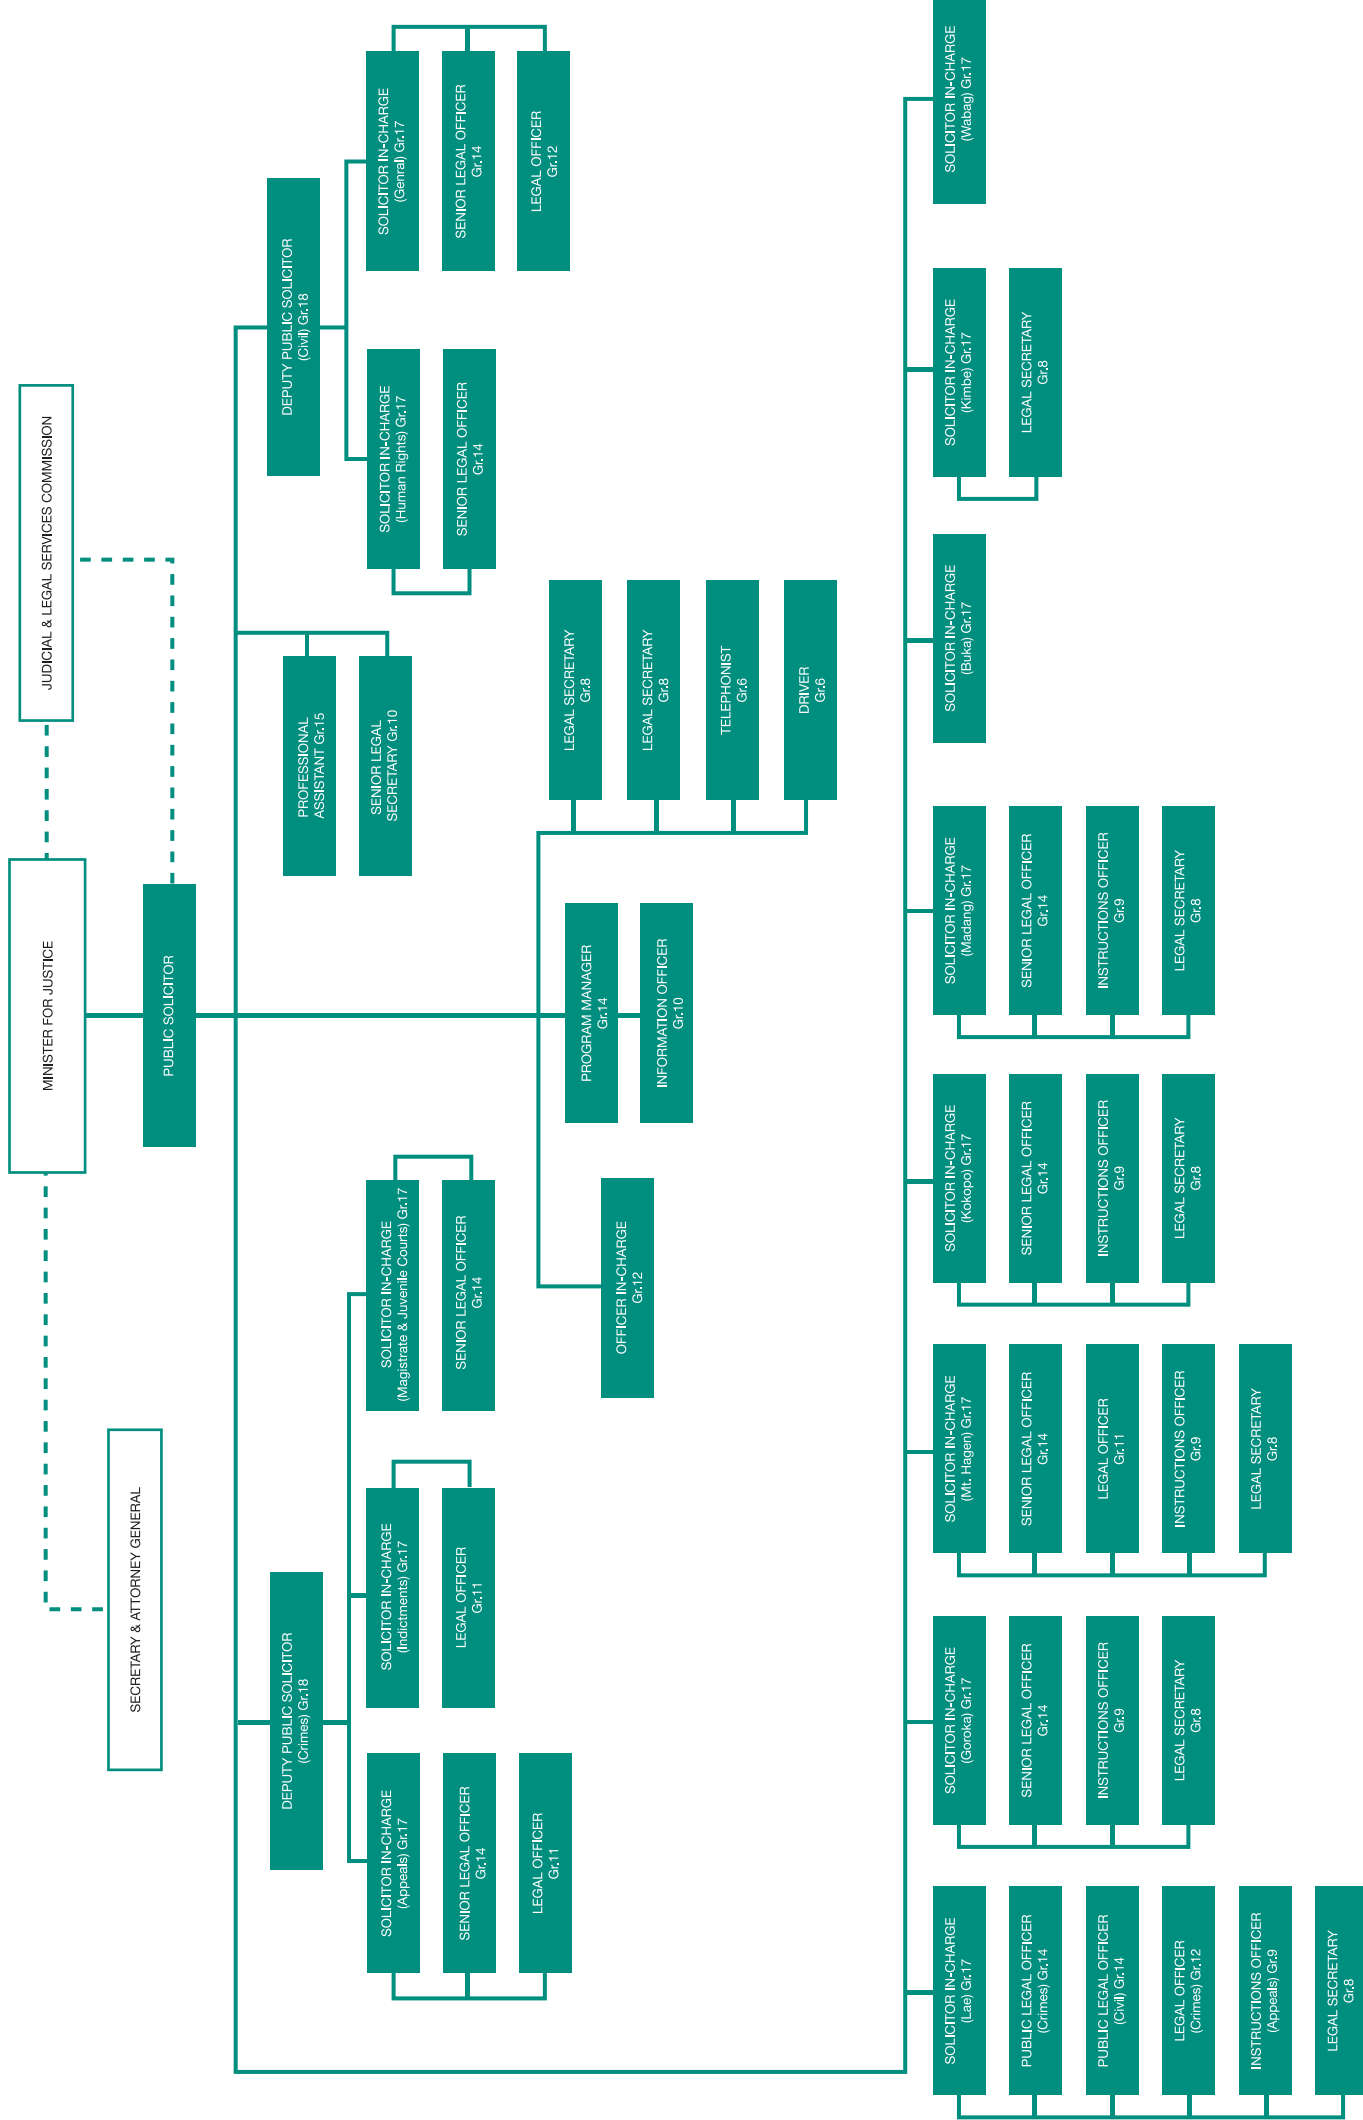 MINISTER FOR JUSTICE
JUDICIAL & LEGAL SERVICES COMMISSION
SECRETARY & ATTORNEY GENERAL
PUBLIC SOLICITOR
DEPUTY PUBLIC SOLICITOR
(Crimes) Gr.18
SOLICITOR IN-CHARGE
(Appeals) Gr.17
SENIOR LEGAL OFFICER
Gr.14
LEGAL OFFICER
Gr.11
SOLICITOR IN-CHARGE
(Indictments) Gr.17
LEGAL OFFICER
Gr.11
SOLICITOR IN-CHARGE
(Magistrate & Juvenile Courts) Gr.17
SENIOR LEGAL OFFICER
Gr.14
PROFESSIONAL
ASSISTANT Gr.15
SENIOR LEGAL
SECRETARY Gr.10
DEPUTY PUBLIC SOLICITOR
(Civil) Gr.18
SOLICITOR IN-CHARGE
(Human Rights) Gr.17
SENIOR LEGAL OFFICER
Gr.14
SOLICITOR IN-CHARGE
(Genral) Gr.17
SENIOR LEGAL OFFICER
Gr.14
LEGAL OFFICER
Gr.12
OFFICER IN-CHARGE
Gr.12
PROGRAM MANAGER
Gr.14
INFORMATION OFFICER
Gr.10
LEGAL SECRETARY
Gr.8
LEGAL SECRETARY
Gr.8
TELEPHONIST
Gr.6
DRIVER
Gr.6
SOLICITOR IN-CHARGE
(Lae) Gr.17
PUBLIC LEGAL OFFICER
(Crimes) Gr.14
PUBLIC LEGAL OFFICER
(Civil) Gr.14
LEGAL OFFICER
(Crimes) Gr.12
INSTRUCTIONS OFFICER
(Appeals) Gr.9
LEGAL SECRETARY
Gr.8
SOLICITOR IN-CHARGE
(Goroka) Gr.17
SENIOR LEGAL OFFICER
Gr.14
INSTRUCTIONS OFFICER
Gr.9
LEGAL SECRETARY
Gr.8
SOLICITOR IN-CHARGE
(Mt. Hagen) Gr.17
SENIOR LEGAL OFFICER
Gr.14
LEGAL OFFICER
Gr.11
INSTRUCTIONS OFFICER
Gr.9
LEGAL SECRETARY
Gr.8
SOLICITOR IN-CHARGE
(Kokopo) Gr.17
SENIOR LEGAL OFFICER
Gr.14
INSTRUCTIONS OFFICER
Gr.9
LEGAL SECRETARY
Gr.8
SOLICITOR IN-CHARGE
(Madang) Gr.17
SENIOR LEGAL OFFICER
Gr.14
INSTRUCTIONS OFFICER
Gr.9
LEGAL SECRETARY
Gr.8
SOLICITOR IN-CHARGE
(Buka) Gr.17
SOLICITOR IN-CHARGE
(Kimbe) Gr.17
LEGAL SECRETARY
Gr.8
SOLICITOR IN-CHARGE
(Wabag) Gr.17